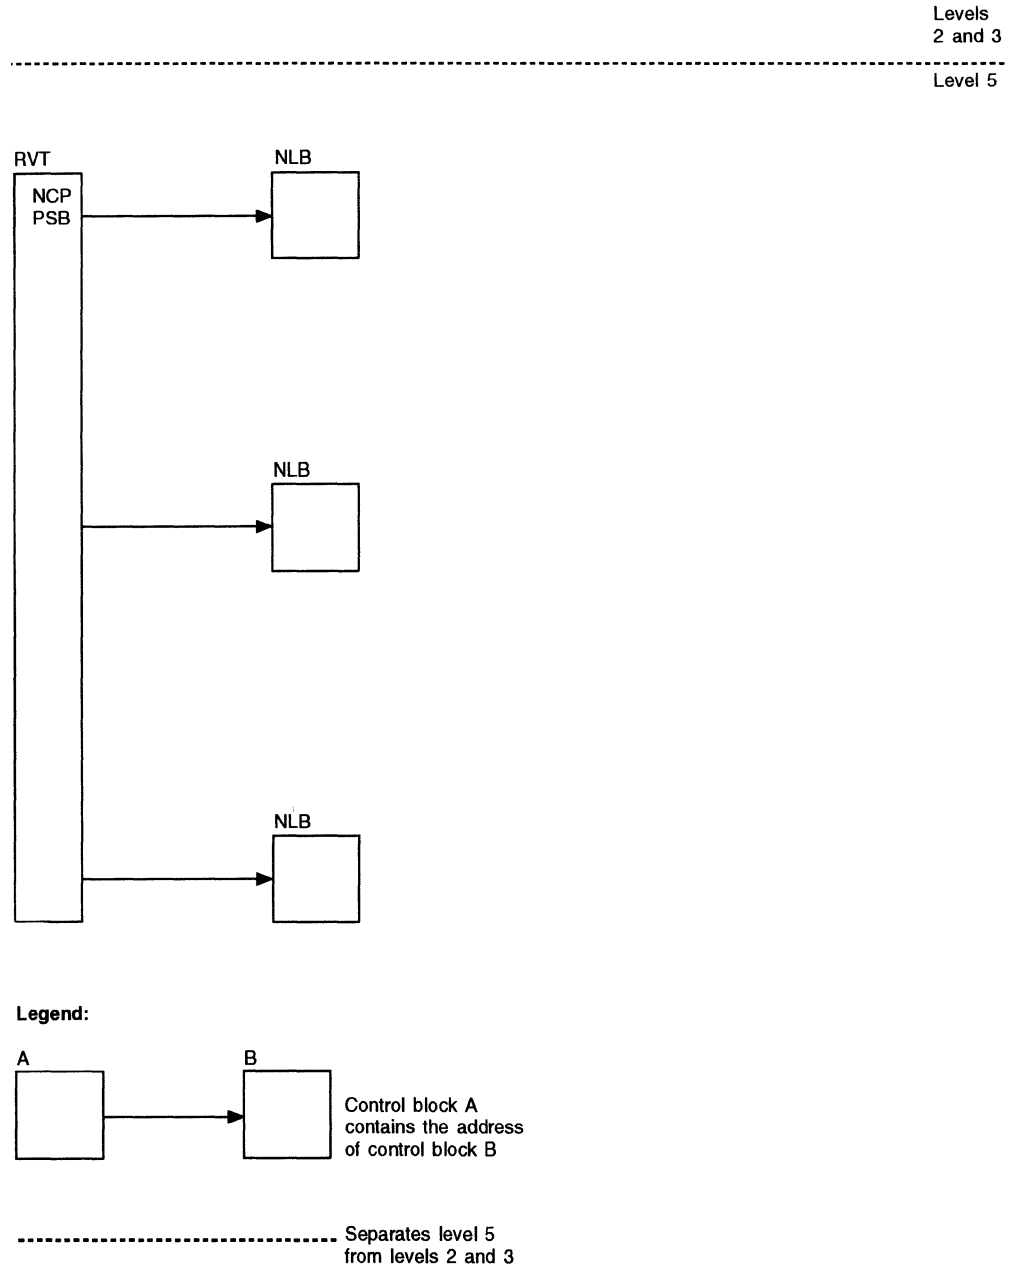 Levels
2 and 3
Level 5
RVT
NLB
NCP
PSB
NLB
NLB
Legend:
A
B
Control block A
contains the address
of control block B
Separates level 5
from levels 2 and 3